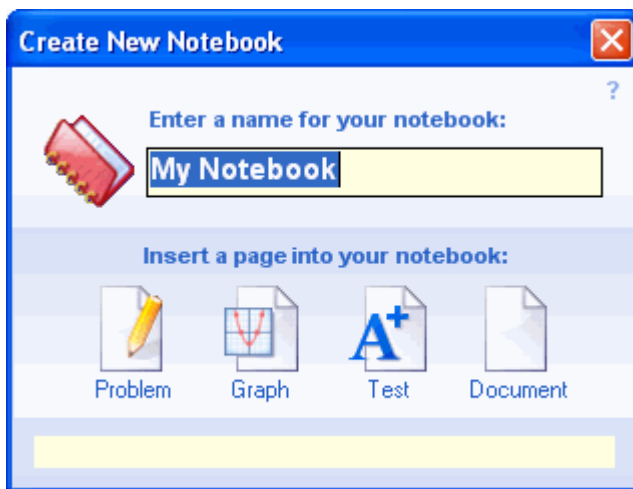 Create New Notebook
?
Enter a name for your notebook:
My Notebook
Insert a page into your notebook:
A+
Problem Graph Test Document